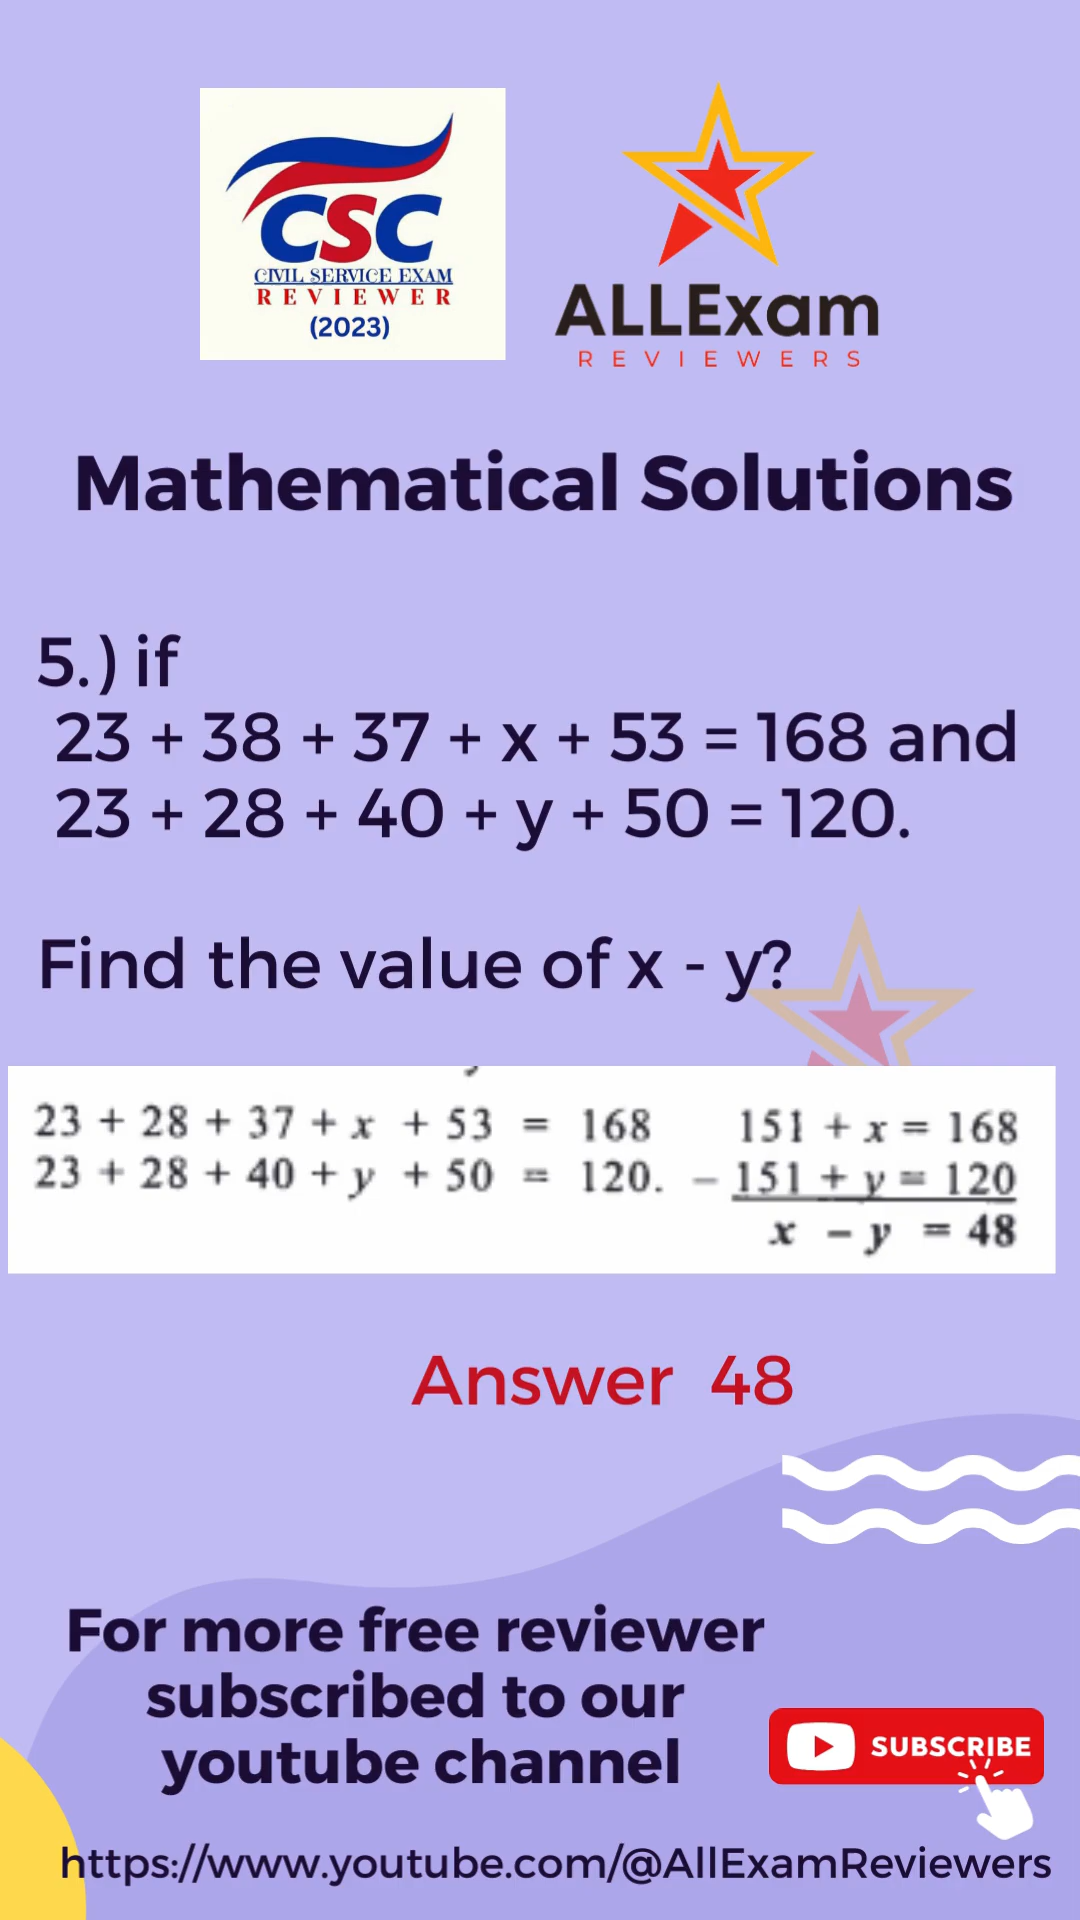 CSC
CIVIL SERVICE EXAM
REVIEWER
(2023)
ALLExam
REVIEWERS
Mathematical Solutions
5.) if
23 + 38 + 37 + x + 53 = 168 and
23 + 28 + 40 + y + 50 = 120.
Find the value of x - y?
23 + 28 + 37 + x + 53 = 168 151 + x = 168
23 + 28 + 40 + y + 50 = 120. - 151 + y = 120
x - y = 48
Answer 48
For more free reviewer
subscribed to our
youtube channel
SUBSCRIBE
https://www.youtube.com/@AllExamReviewers